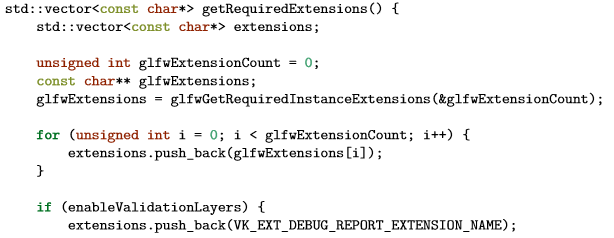 std::vector<const char*> getRequiredExtensions() {
    std::vector<const char*> extensions;

    unsigned int glfwExtensionCount = 0;
    const char** glfwExtensions;
    glfwExtensions = glfwGetRequiredInstanceExtensions(&glfwExtensionCount);

    for (unsigned int i = 0; i < glfwExtensionCount; i++) {
        extensions.push_back(glfwExtensions[i]);
    }

    if (enableValidationLayers) {
        extensions.push_back(VK_EXT_DEBUG_REPORT_EXTENSION_NAME);